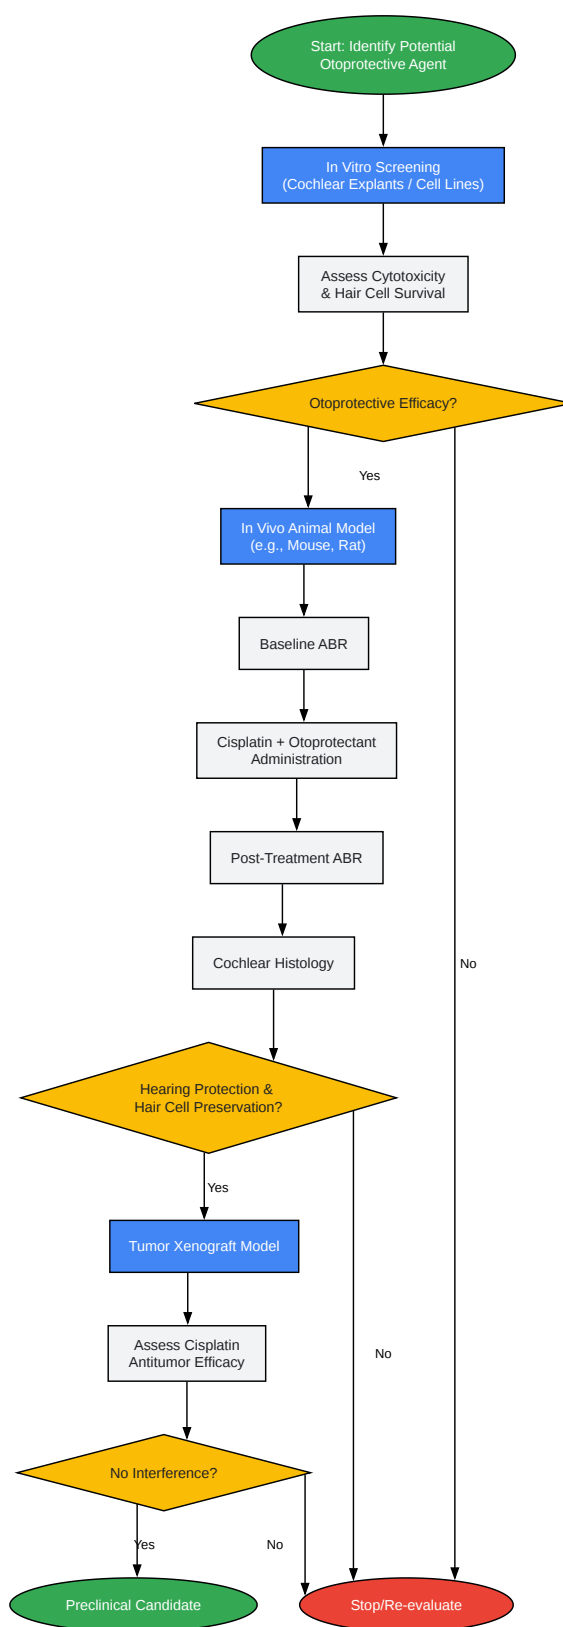 Start: Identify Potential
Otoprotective Agent
In Vitro Screening
(Cochlear Explants / Cell Lines)
Assess Cytotoxicity
& Hair Cell Survival
Otoprotective Efficacy?
Yes
In Vivo Animal Model
(e.g., Mouse, Rat)
Baseline ABR
Cisplatin + Otoprotectant
Administration
Post-Treatment ABR
Cochlear Histology
No
Hearing Protection &
Hair Cell Preservation?
Yes
Tumor Xenograft Model
Assess Cisplatin
Antitumor Efficacy
No
No Interference?
Yes
No
Preclinical Candidate
Stop/Re-evaluate